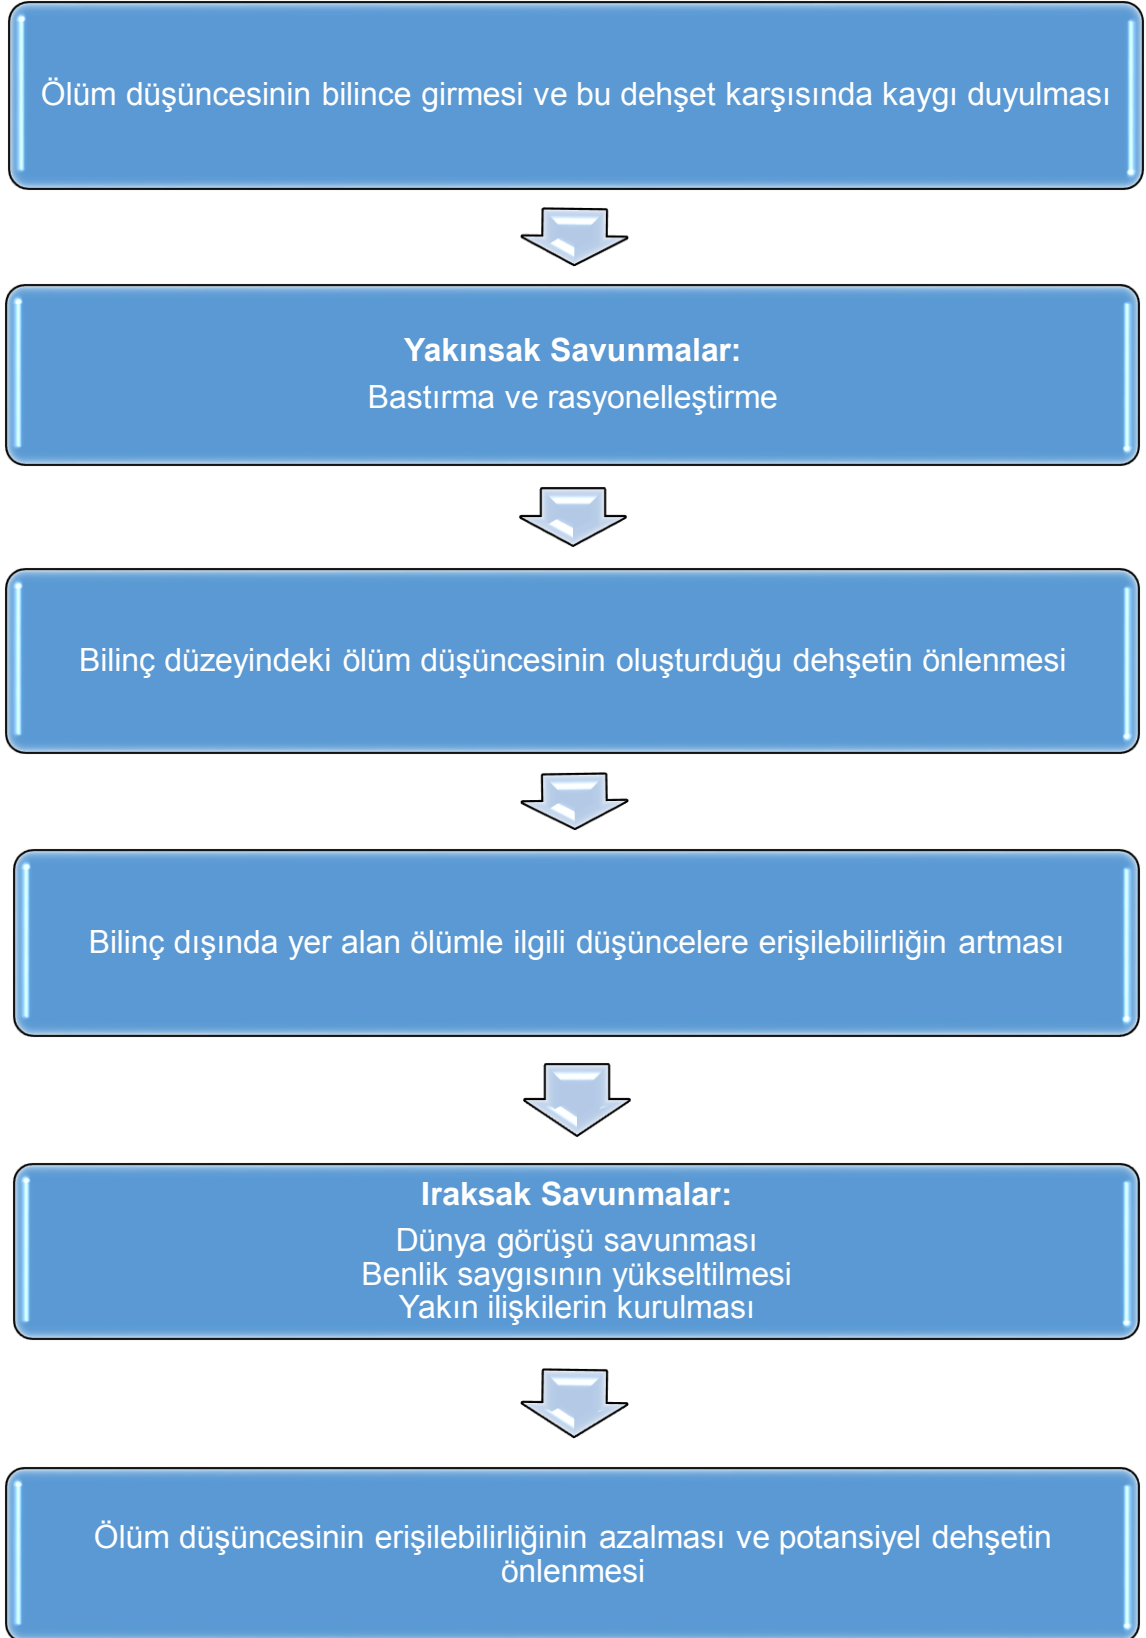 Ölüm düşüncesinin bilince girmesi ve bu dehşet karşısında kaygı duyulması
Yakınsak Savunmalar:
Bastırma ve rasyonelleştirme
Bilinç düzeyindeki ölüm düşüncesinin oluşturduğu dehşetin önlenmesi
Bilinç dışında yer alan ölümle ilgili düşüncelere erişilebilirliğin artması
Iraksak Savunmalar:
Dünya görüşü savunması
Benlik saygısının yükseltilmesi
Yakın ilişkilerin kurulması
Ölüm düşüncesinin erişilebilirliğinin azalması ve potansiyel dehşetin
önlenmesi